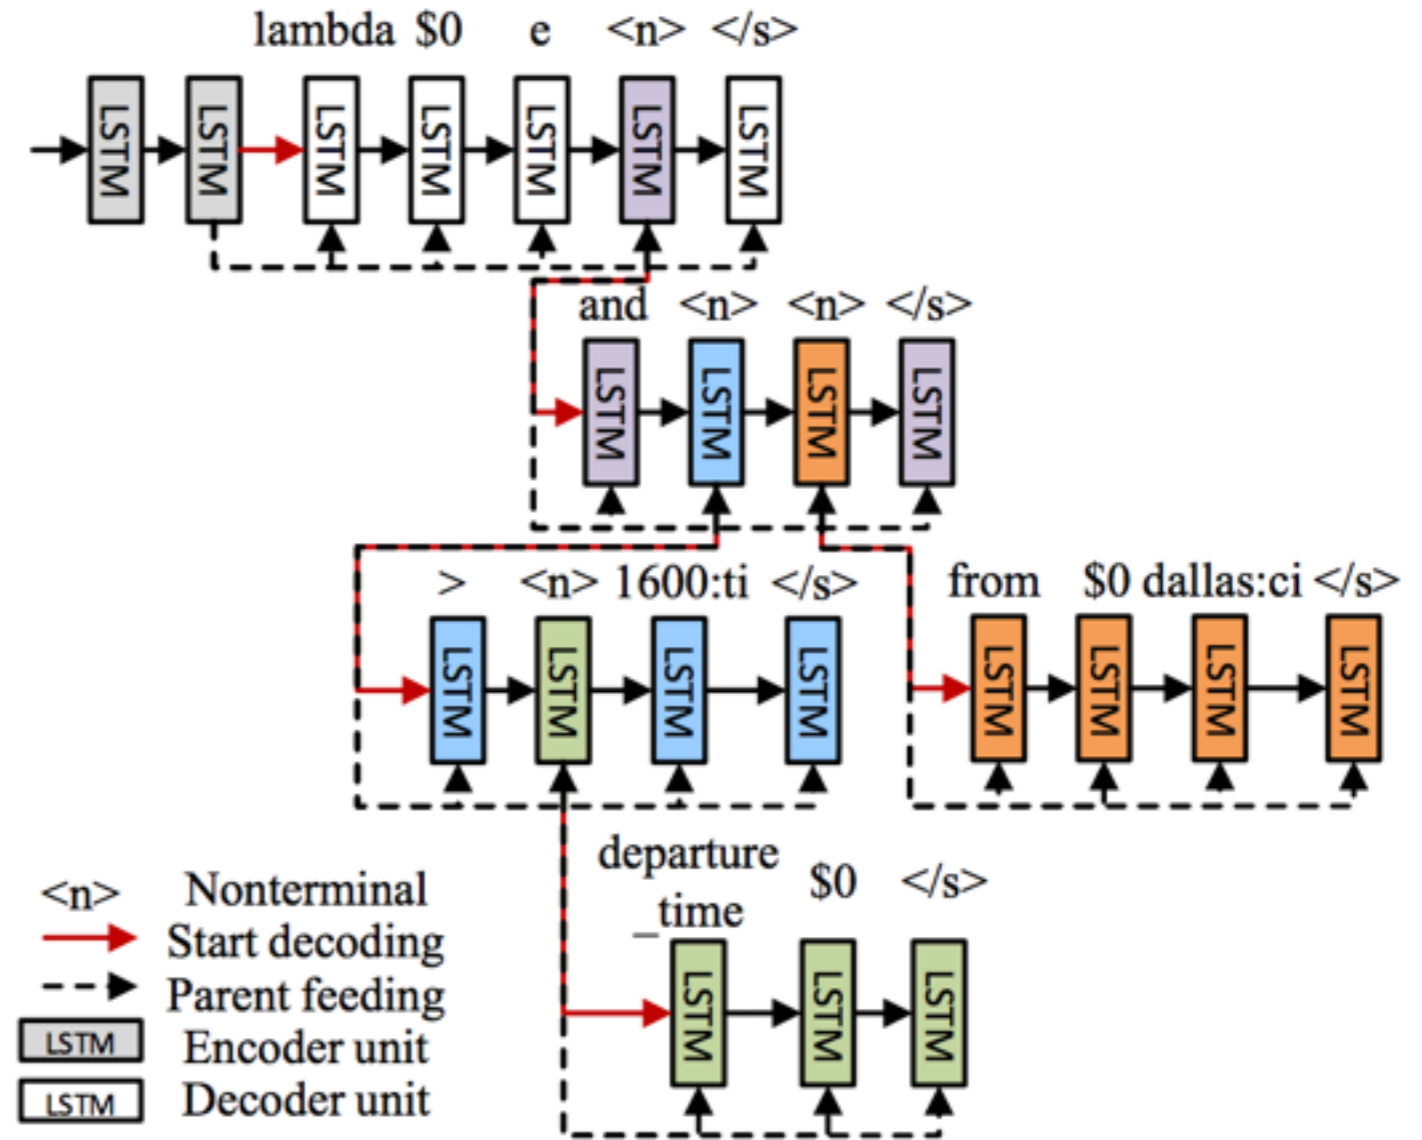 lambda $0 e <n> </s>
LSTM LSTM LSTM LSTM LSTM LSTM LSTM
and <n> <n> </s>
LSTM LSTM LSTM LSTM
> <n> 1600:ti </s>
LSTM LSTM LSTM LSTM
from $0 dallas:ci </s>
LSTM LSTM LSTM LSTM
departure
_time $0 </s>
LSTM LSTM LSTM
<n> Nonterminal
Start decoding
Parent feeding
LSTM Encoder unit
LSTM Decoder unit